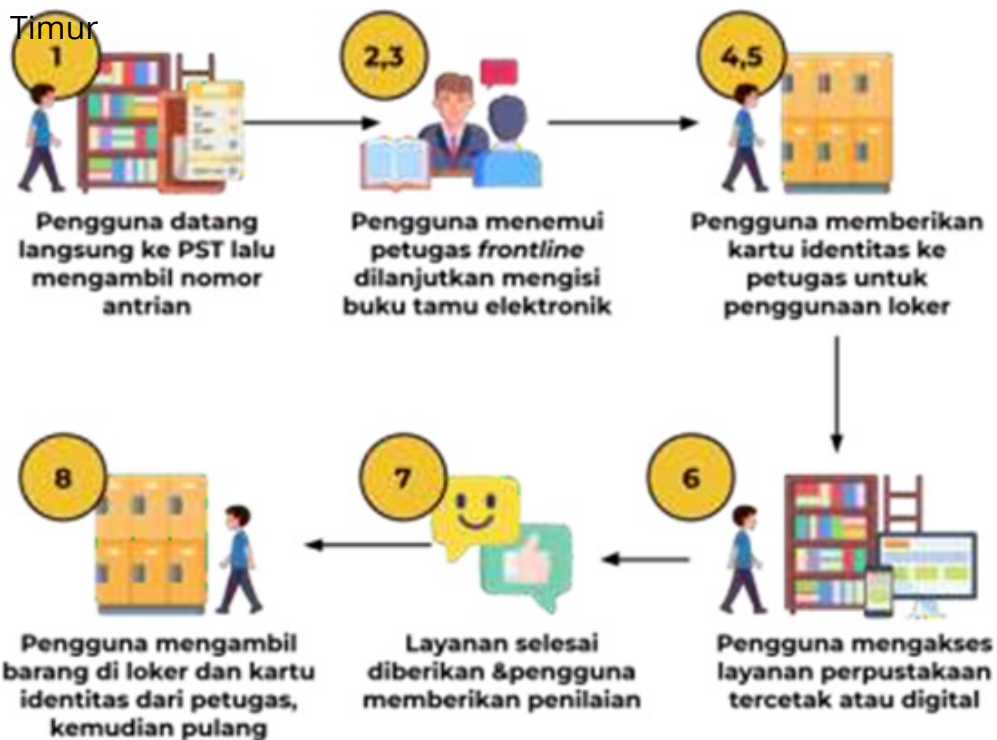 Timur
1
Pengguna datang
langsung ke PST lalu
mengambil nomor
antrian
2,3
Pengguna menemui
petugas frontline
dilanjutkan mengisi
buku tamu elektronik
4,5
Pengguna memberikan
kartu identitas ke
petugas untuk
penggunaan loker
6
Pengguna mengakses
layanan perpustakaan
tercetak atau digital
7
Layanan selesai
diberikan &pengguna
memberikan penilaian
8
Pengguna mengambil
barang di loker dan kartu
identitas dari petugas,
kemudian pulang